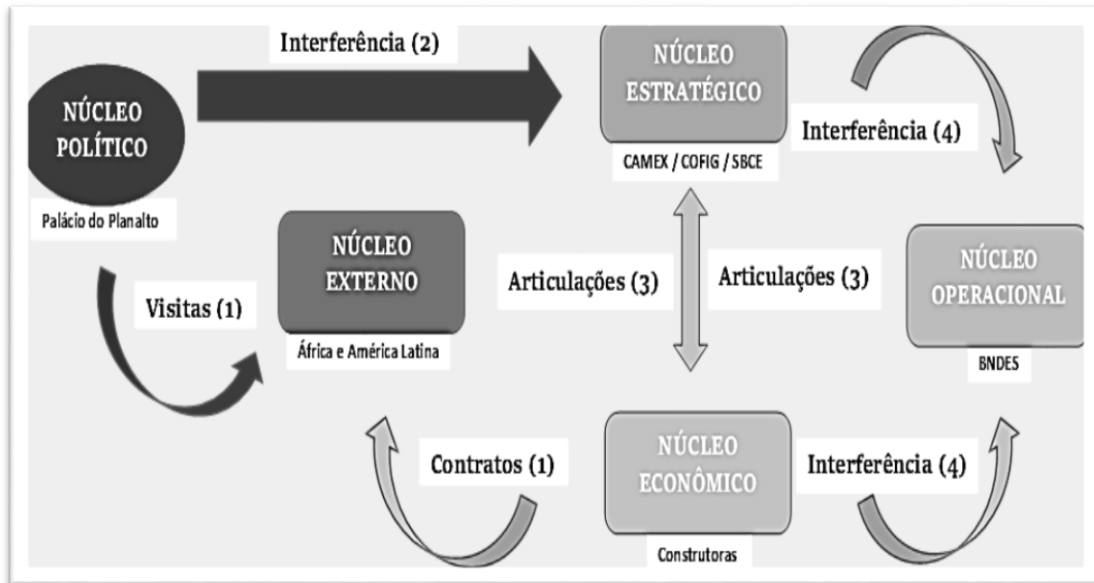 Interferência (2)
NÚCLEO
POLÍTICO
Palácio do Planalto
NÚCLEO
ESTRATÉGICO
CAMEX / COFIG / SBCE
Interferência (4)
Visitas (1)
NÚCLEO
EXTERNO
África e América Latina
Articulações (3)
Articulações (3)
NÚCLEO
OPERACIONAL
BNDES
Contratos (1)
NÚCLEO
ECONÔMICO
Construtoras
Interferência (4)